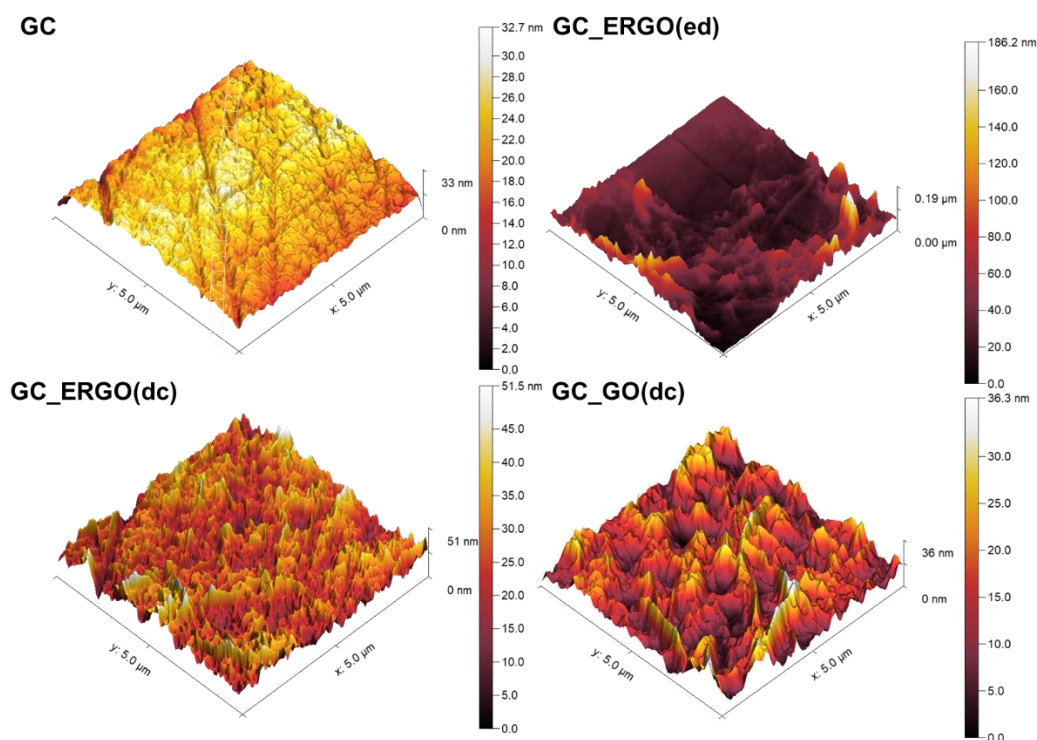 GC
32.7 nm
30.0
28.0
26.0
24.0
22.0
20.0
18.0
16.0
14.0
12.0
10.0
8.0
6.0
4.0
2.0
0.0
33 nm
0 nm
y: 5.0 µm
x: 5.0 µm
GC_ERGO(ed)
186.2 nm
160.0
140.0
120.0
100.0
80.0
60.0
40.0
20.0
0.0
0.19 µm
0.00 µm
y: 5.0 µm
x: 5.0 µm
GC_ERGO(dc)
51.5 nm
45.0
40.0
35.0
30.0
25.0
20.0
15.0
10.0
5.0
0.0
51 nm
0 nm
y: 5.0 µm
x: 5.0 µm
GC_GO(dc)
36.3 nm
30.0
25.0
20.0
15.0
10.0
5.0
0.0
36 nm
0 nm
y: 5.0 µm
x: 5.0 µm